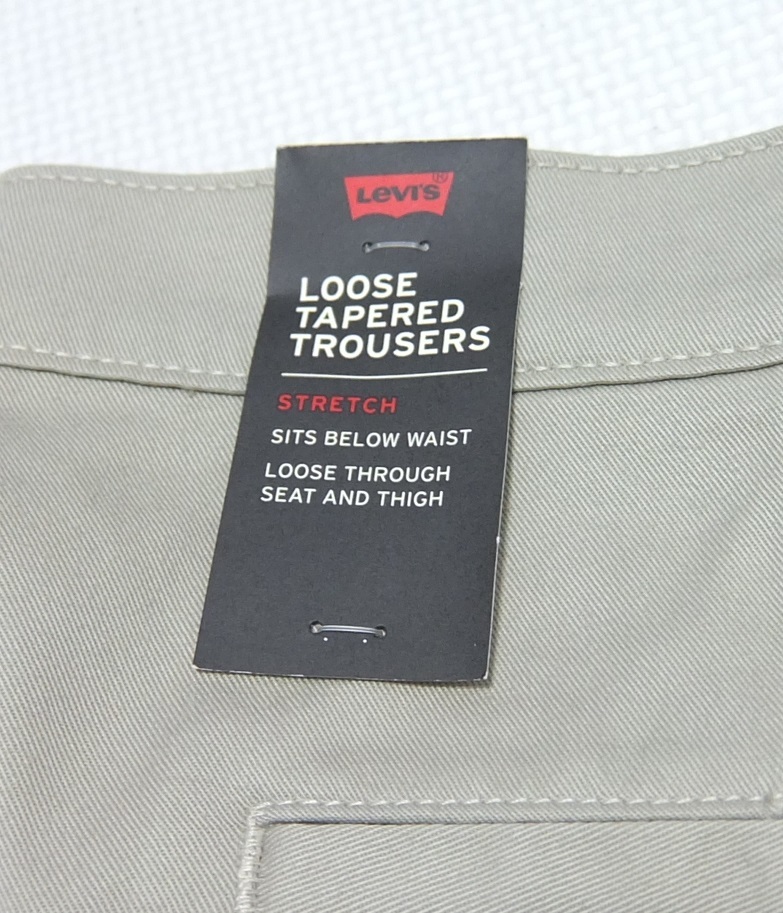 LEVI'S®
LOOSE
TAPERED
TROUSERS
STRETCH
SITS BELOW WAIST
LOOSE THROUGH
SEAT AND THIGH